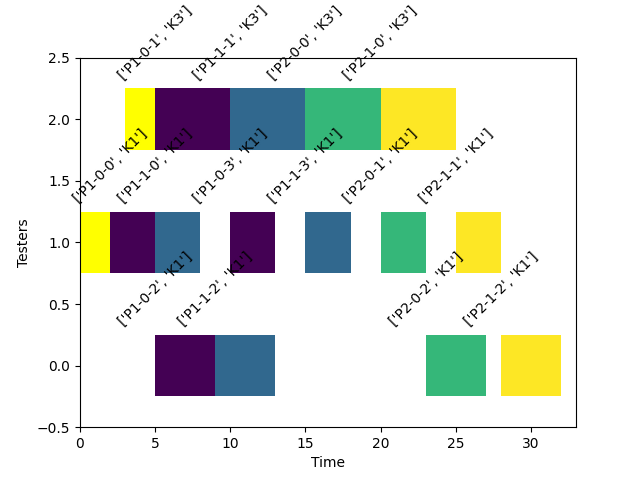 ['P1-0-1', 'K3']
['P1-1-1', 'K3']
['P2-0-0', 'K3']
['P2-1-0', 'K3']
['P1-0-0', 'K1']
['P1-1-0', 'K1']
['P1-0-3', 'K1']
['P1-1-3', 'K1']
['P2-0-1', 'K1']
['P2-1-1', 'K1']
['P1-0-2', 'K1']
['P1-1-2', 'K1']
['P2-0-2', 'K1']
['P2-1-2', 'K1']
2.5
2.0
1.5
1.0
0.5
0.0
−0.5
Testers
0 5 10 15 20 25 30
Time